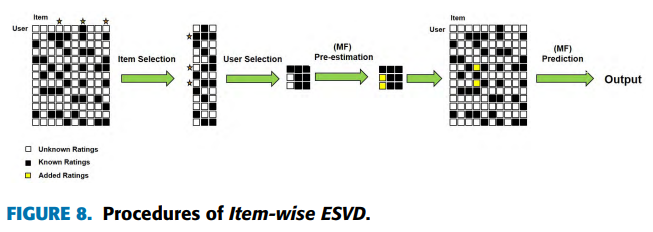 Item
User
Item Selection
User Selection
(MF)
Pre-estimation
Item
User
(MF)
Prediction
Output
Unknown Ratings
Known Ratings
Added Ratings
FIGURE 8. Procedures of Item-wise ESVD.